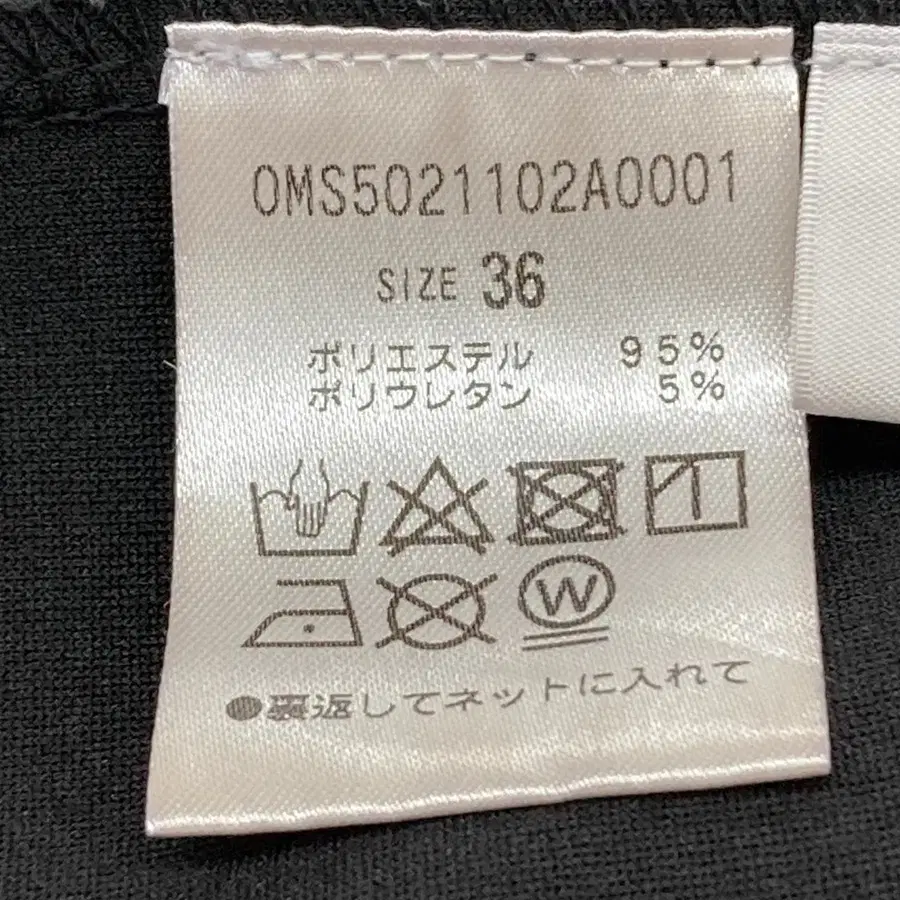 OMS5021102A0001
SIZE 36
ポリエステル 95%
ポリウレタン 5%
W
●裏返してネットに入れて